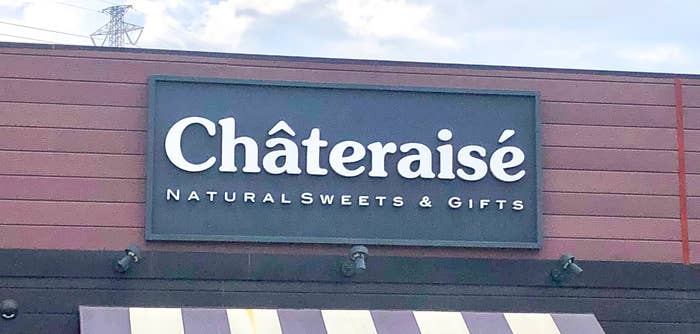 Châteraisé
NATURAL SWEETS & GIFTS